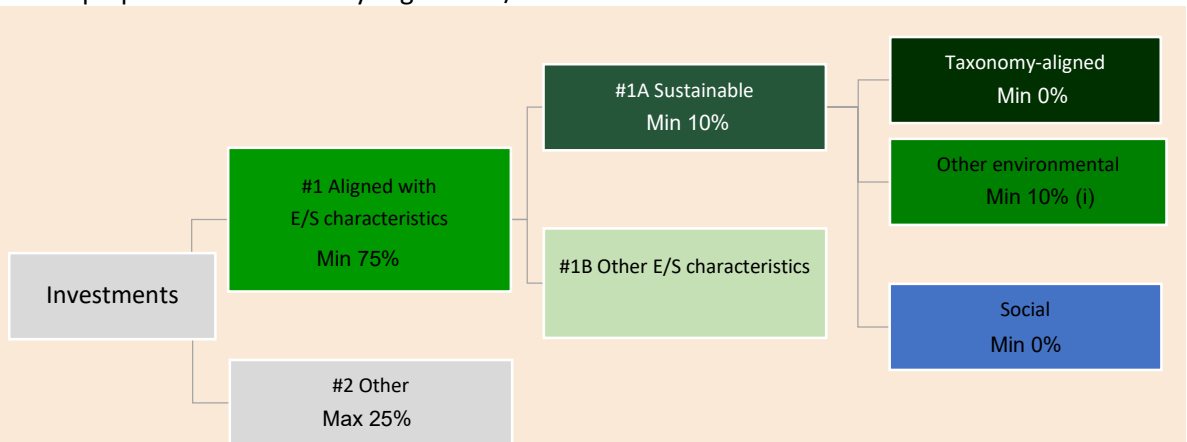 Investments
#1 Aligned with
E/S characteristics
Min 75%
#2 Other
Max 25%
#1A Sustainable
Min 10%
#1B Other E/S characteristics
Taxonomy-aligned
Min 0%
Other environmental
Min 10% (i)
Social
Min 0%